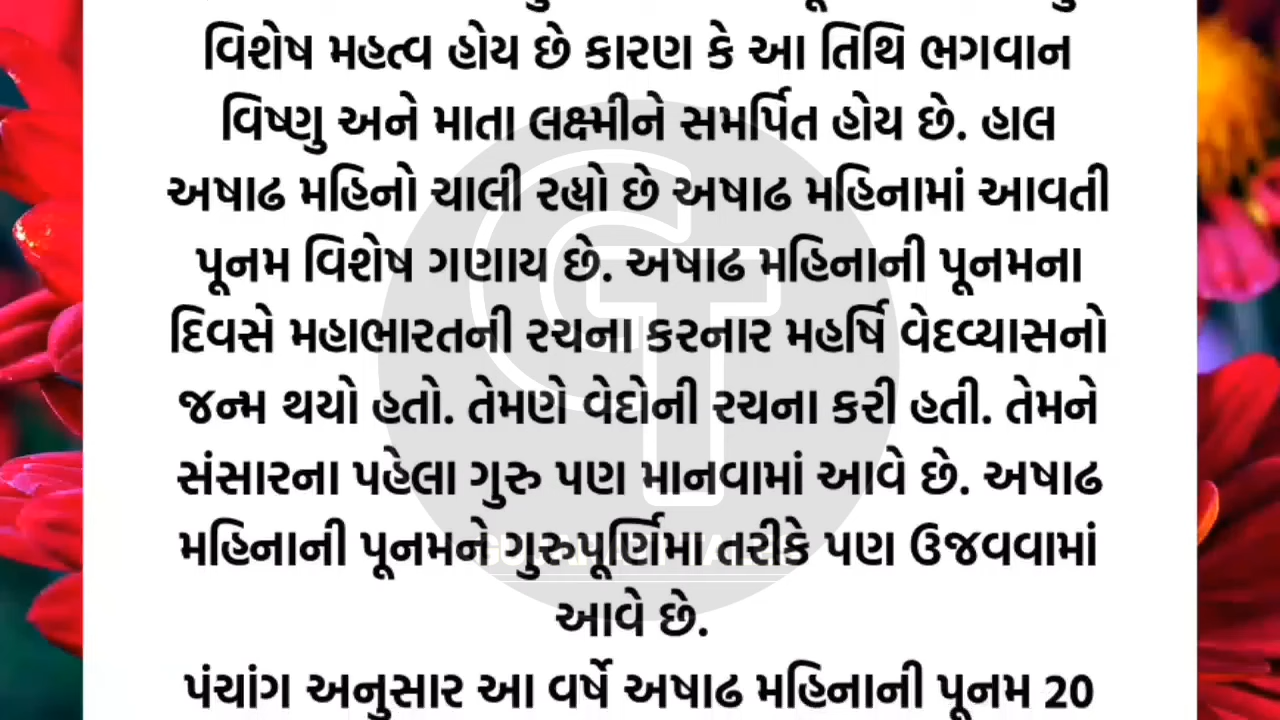 વિશેષ મહત્વ હોય છે કારણ કે આ તિથિ ભગવાન
વિષ્ણુ અને માતા લક્ષ્મીને સમર્પિત હોય છે. હાલ
અષાઢ મહિનો ચાલી રહ્યો છે અષાઢ મહિનામાં આવતી
પૂનમ વિશેષ ગણાય છે. અષાઢ મહિનાની પૂનમના
દિવસે મહાભારતની રચના કરનાર મહર્ષિ વેદવ્યાસનો
જન્મ થયો હતો. તેમણે વેદોની રચના કરી હતી. તેમને
સંસારના પહેલા ગુરુ પણ માનવામાં આવે છે. અષાઢ
મહિનાની પૂનમને ગુરુપૂર્ણિમા તરીકે પણ ઉજવવામાં
આવે છે.
પંચાંગ અનુસાર આ વર્ષે અષાઢ મહિનાની પૂનમ 20